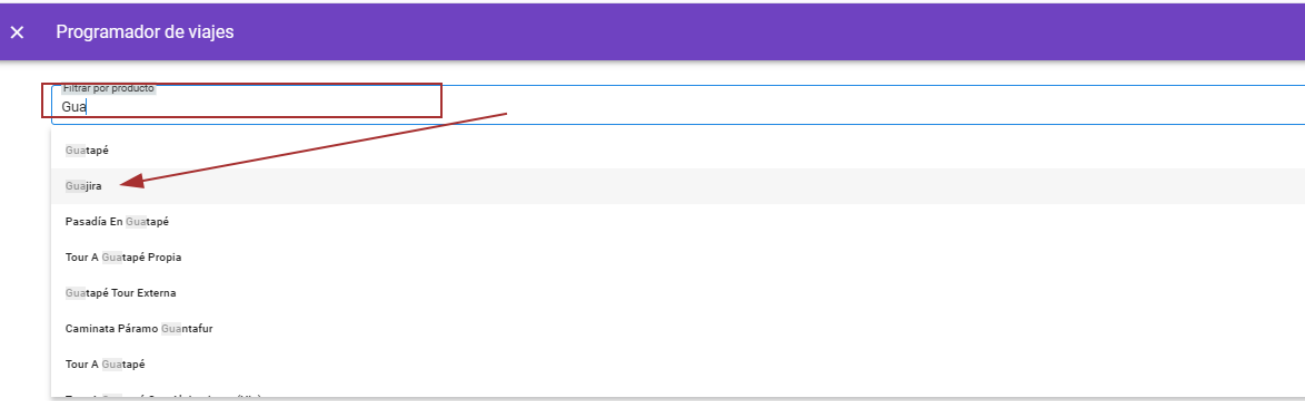 Programador de viajes
Filtrar por producto
Gua
Guatapé
Guajira
Pasadía En Guatapé
Tour A Guatapé Propia
Guatapé Tour Externa
Caminata Páramo Guantafur
Tour A Guatapé